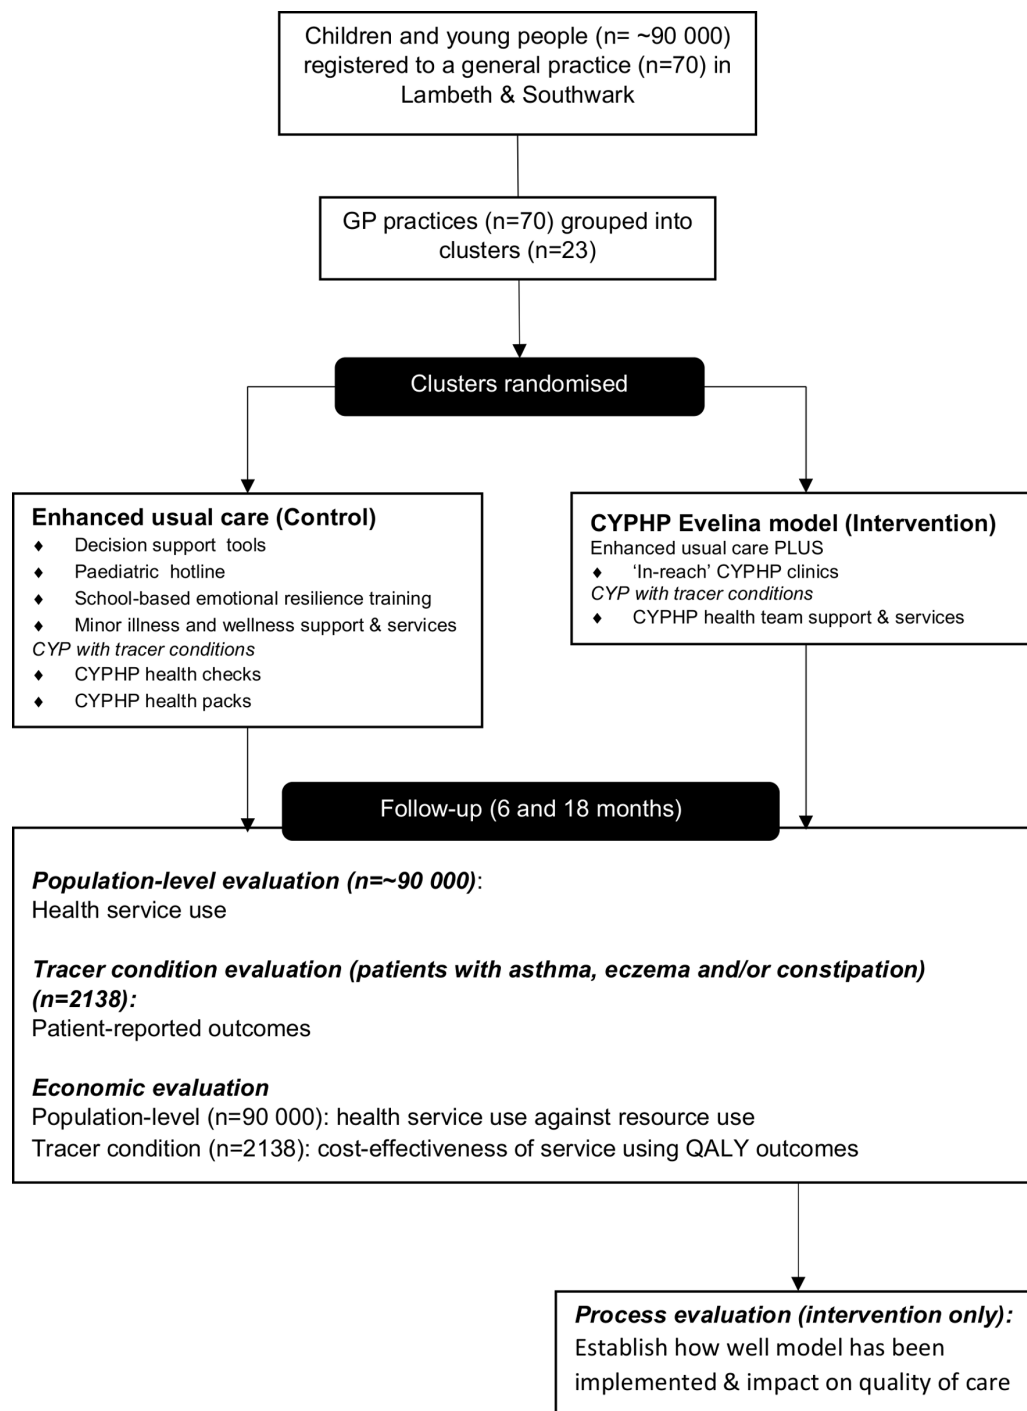 Children and young people (n= ~90 000)
registered to a general practice (n=70) in
Lambeth & Southwark
GP practices (n=70) grouped into
clusters (n=23)
Clusters randomised
Enhanced usual care (Control)
♦ Decision support tools
♦ Paediatric hotline
♦ School-based emotional resilience training
♦ Minor illness and wellness support & services
CYP with tracer conditions
♦ CYPHP health checks
♦ CYPHP health packs
CYPHP Evelina model (Intervention)
Enhanced usual care PLUS
♦ ‘In-reach’ CYPHP clinics
CYP with tracer conditions
♦ CYPHP health team support & services
Follow-up (6 and 18 months)
Population-level evaluation (n=~90 000):
Health service use
Tracer condition evaluation (patients with asthma, eczema and/or constipation)
(n=2138):
Patient-reported outcomes
Economic evaluation
Population-level (n=90 000): health service use against resource use
Tracer condition (n=2138): cost-effectiveness of service using QALY outcomes
Process evaluation (intervention only):
Establish how well model has been
implemented & impact on quality of care